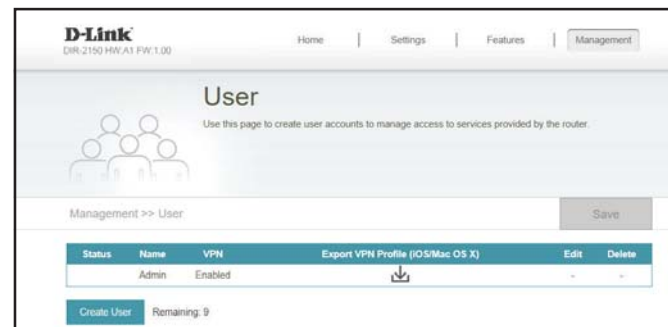 D-Link
DIR-2150 HW:A1 FW:1.00
Home | Settings | Features | Management
User
Use this page to create user accounts to manage access to services provided by the router.
Management >> User
Save
Status Name VPN Export VPN Profile (iOS/Mac OS X) Edit Delete
Admin Enabled - -
Create User Remaining: 9